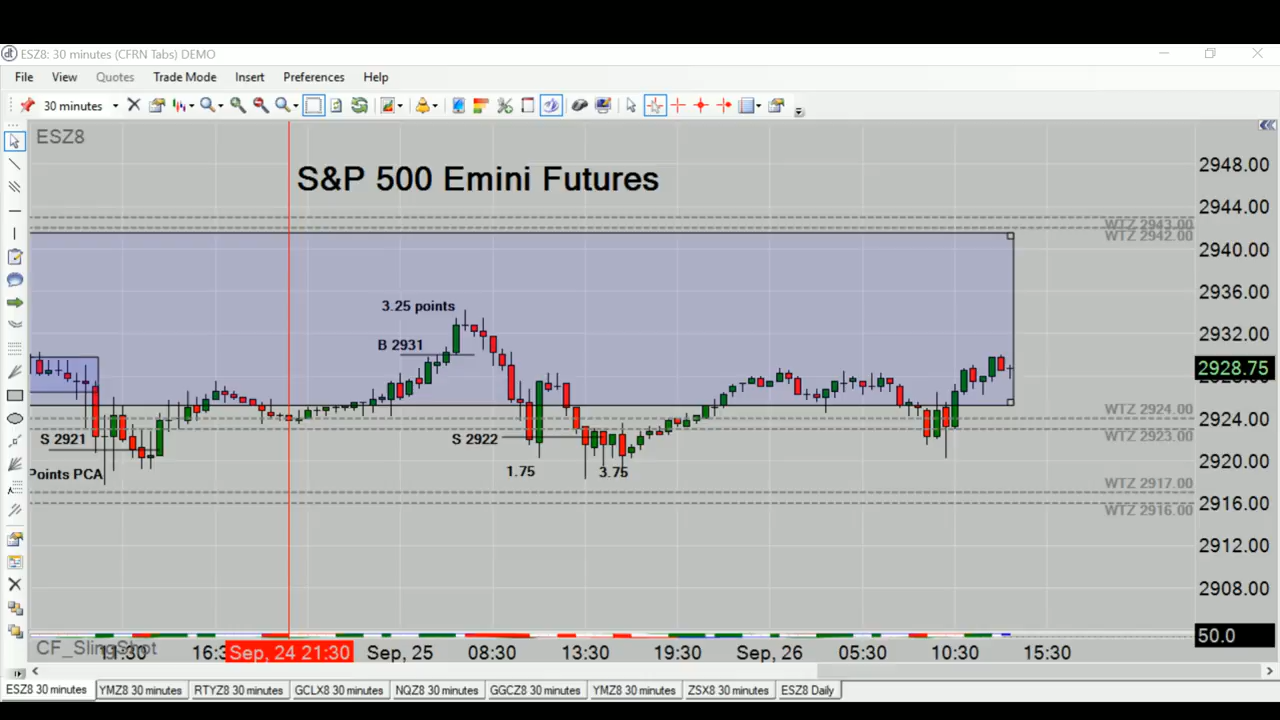 ESZ8: 30 minutes (CFRN Tabs) DEMO
File View Quotes Trade Mode Insert Preferences Help
30 minutes
ESZ8
S&P 500 Emini Futures
2948.00
2944.00
WTZ 2943.00
WTZ 2942.00
2940.00
2936.00
3.25 points
2932.00
B 2931
2928.75
2924.00
WTZ 2924.00
WTZ 2923.00
S 2921
S 2922
2920.00
Points PCA
1.75
3.75
WTZ 2917.00
2916.00
WTZ 2916.00
2912.00
2908.00
50.0
CF_SlingShot
Sep, 24 21:30 Sep, 25 08:30 13:30 19:30 Sep, 26 05:30 10:30 15:30
ESZ8 30 minutes YMZ8 30 minutes RTYZ8 30 minutes GCLX8 30 minutes NQZ8 30 minutes GGCZ8 30 minutes YMZ8 30 minutes ZSX8 30 minutes ESZ8 Daily